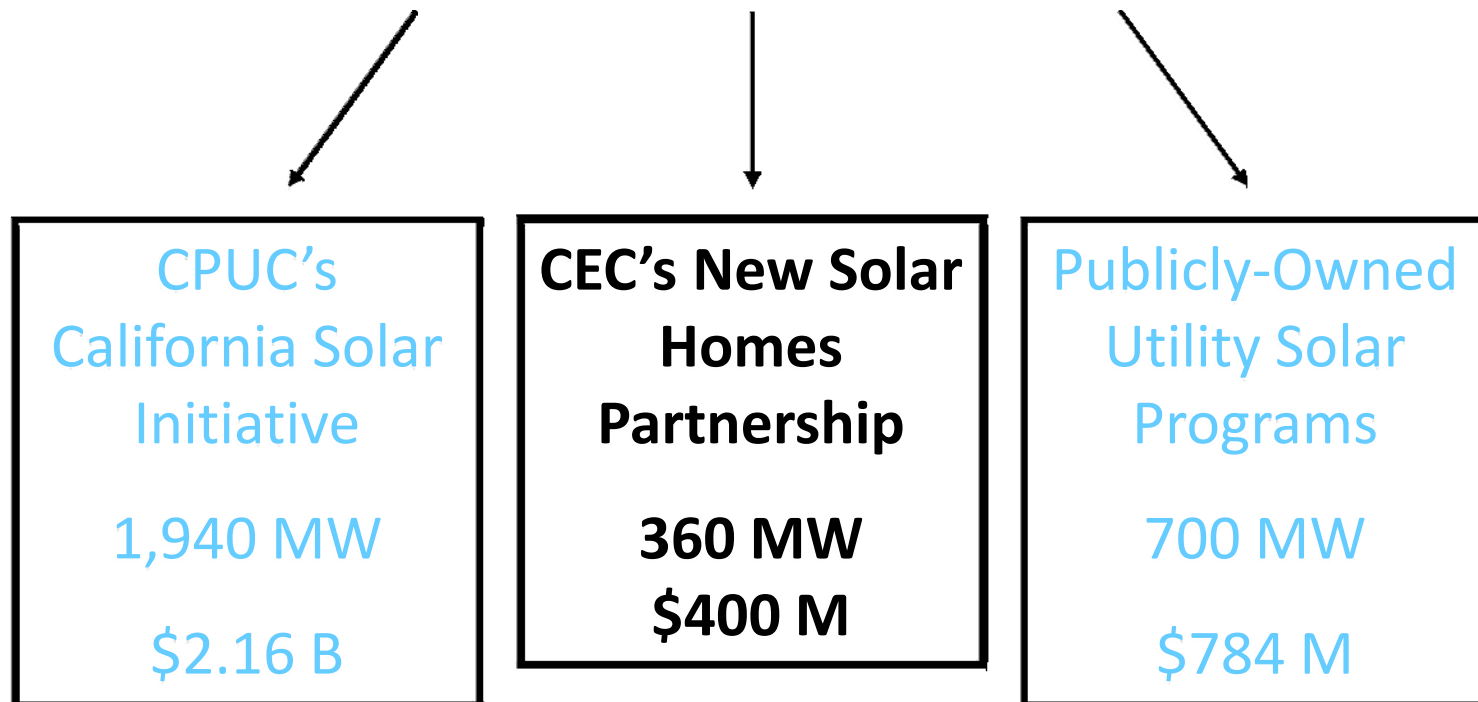 CPUC’s
California Solar
Initiative
1,940 MW
$2.16 B
CEC’s New Solar
Homes
Partnership
360 MW
$400 M
Publicly-Owned
Utility Solar
Programs
700 MW
$784 M